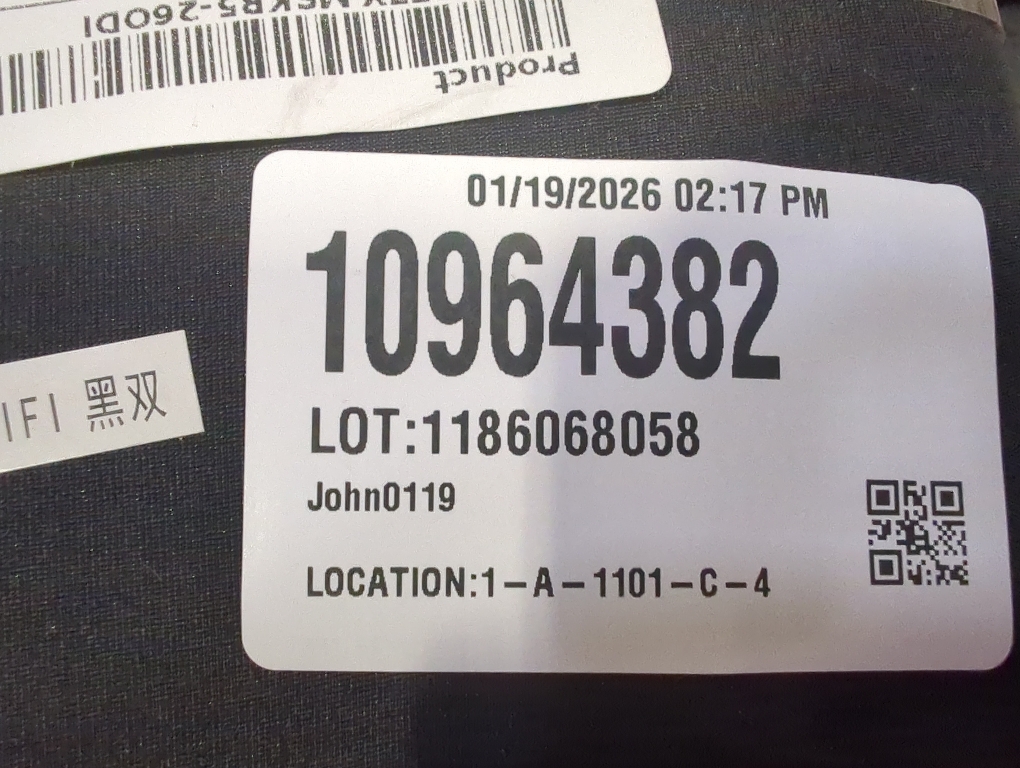 Product
01/19/2026 02:17 PM
10964382
LOT:1186068058
John0119
LOCATION:1-A-1101-C-4
IFI 黑双